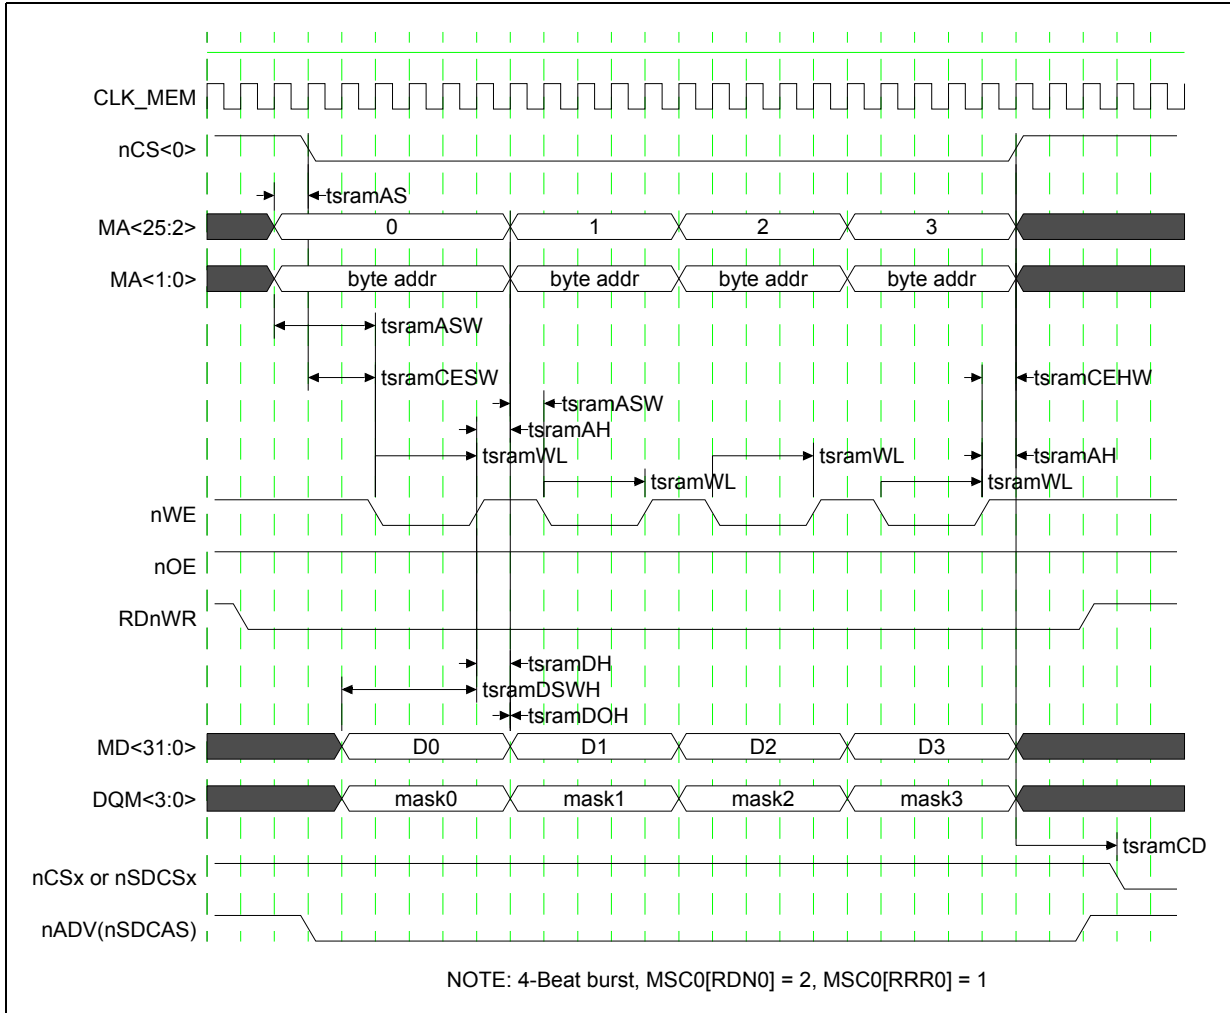 CLK_MEM
nCS<0>
tsramAS
MA<25:2> 0 1 2 3
MA<1:0> byte addr byte addr byte addr byte addr
tsramASW
tsramCESW tsramCEHW
tsramASW
tsramAH
tsramWL tsramWL tsramAH
tsramWL tsramWL
nWE
nOE
RDnWR
tsramDH
tsramDSWH
tsramDOH
MD<31:0> D0 D1 D2 D3
DQM<3:0> mask0 mask1 mask2 mask3
tsramCD
nCSx or nSDCSx
nADV(nSDCAS)
NOTE: 4-Beat burst, MSC0[RDN0] = 2, MSC0[RRR0] = 1